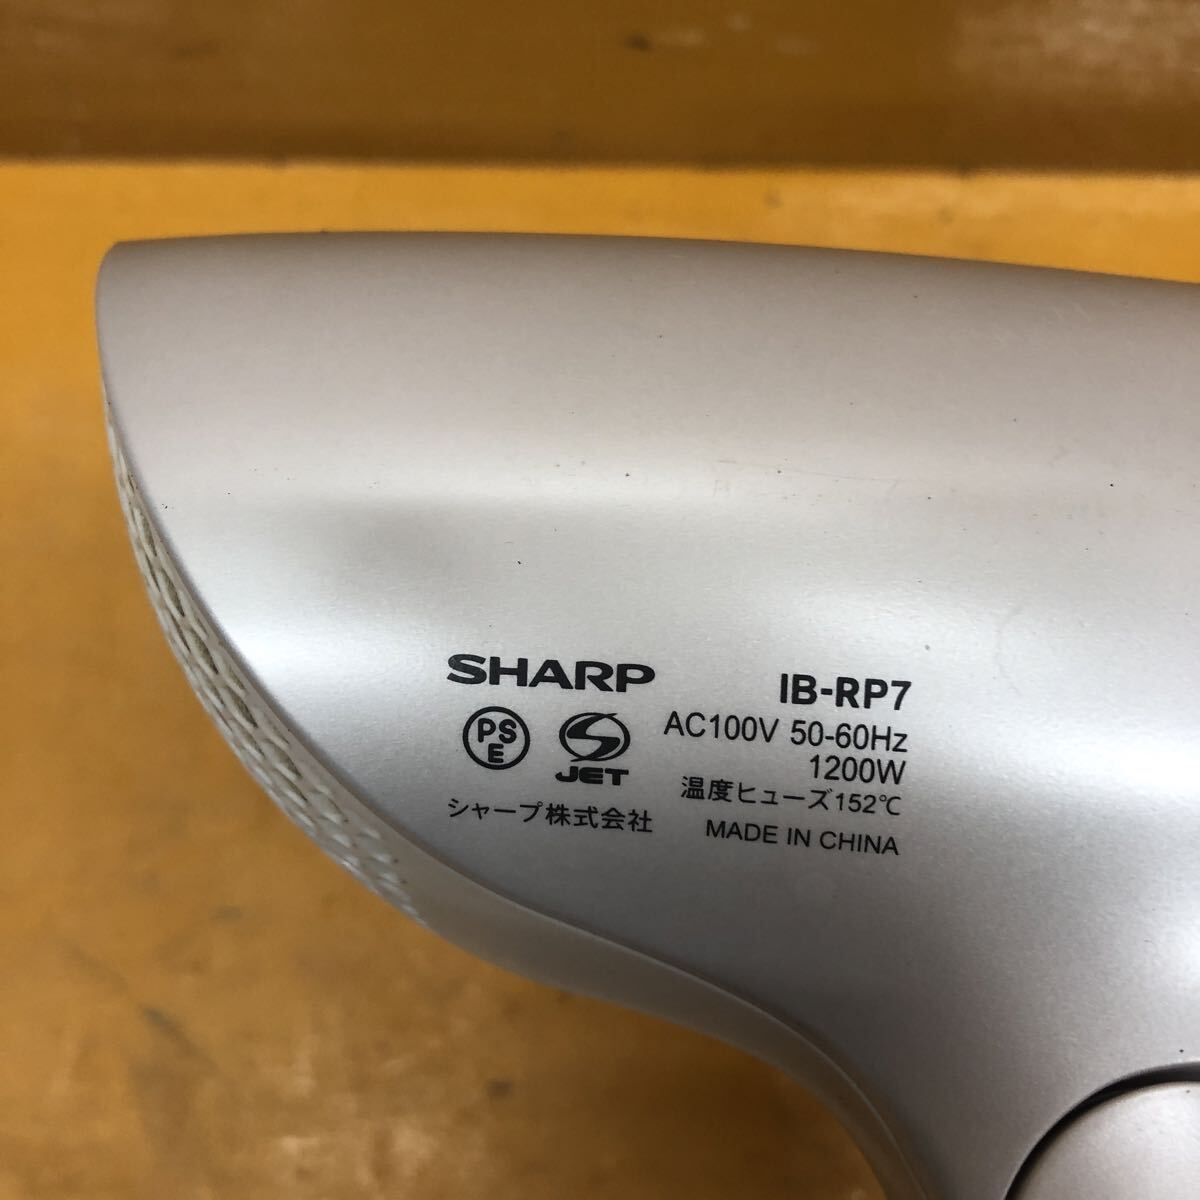 SHARP
IB-RP7
PS
E
JET
AC100V 50-60Hz
1200W
温度ヒューズ152℃
シャープ株式会社
MADE IN CHINA